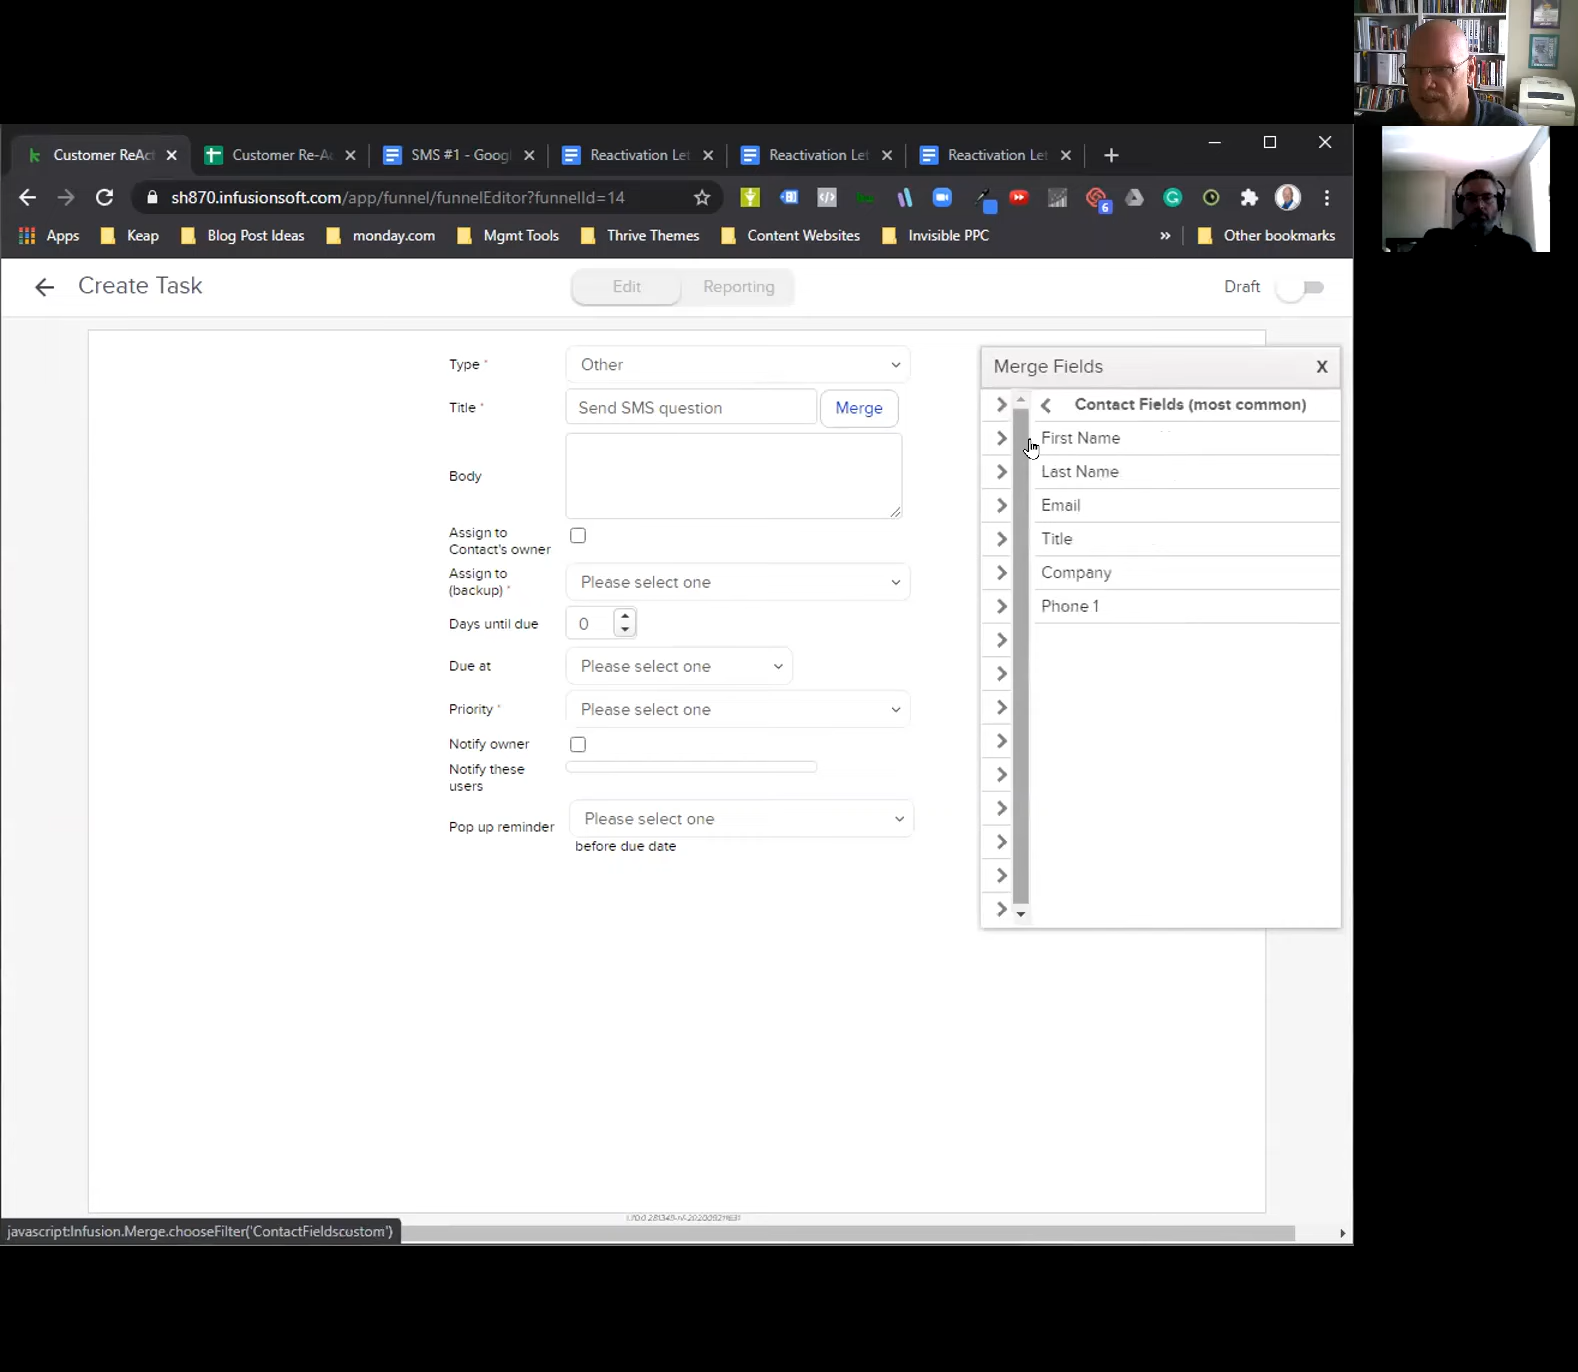 Customer ReAct
Customer Re-Ac
SMS #1 - Googl
Reactivation Let
Reactivation Let
Reactivation Let
sh870.infusionsoft.com/app/funnel/funnelEditor?funnelId=14
6
Apps
Keap
Blog Post Ideas
monday.com
Mgmt Tools
Thrive Themes
Content Websites
Invisible PPC
»
Other bookmarks
Create Task
Edit
Reporting
Draft
Type *
Other
Title *
Send SMS question
Merge
Body
Assign to
Contact's owner
Assign to
(backup) *
Please select one
Days until due
0
Due at
Please select one
Priority *
Please select one
Notify owner
Notify these
users
Pop up reminder
Please select one
before due date
Merge Fields
X
Contact Fields (most common)
First Name
Last Name
Email
Title
Company
Phone 1
javascript:Infusion.Merge.chooseFilter('ContactFieldscustom')